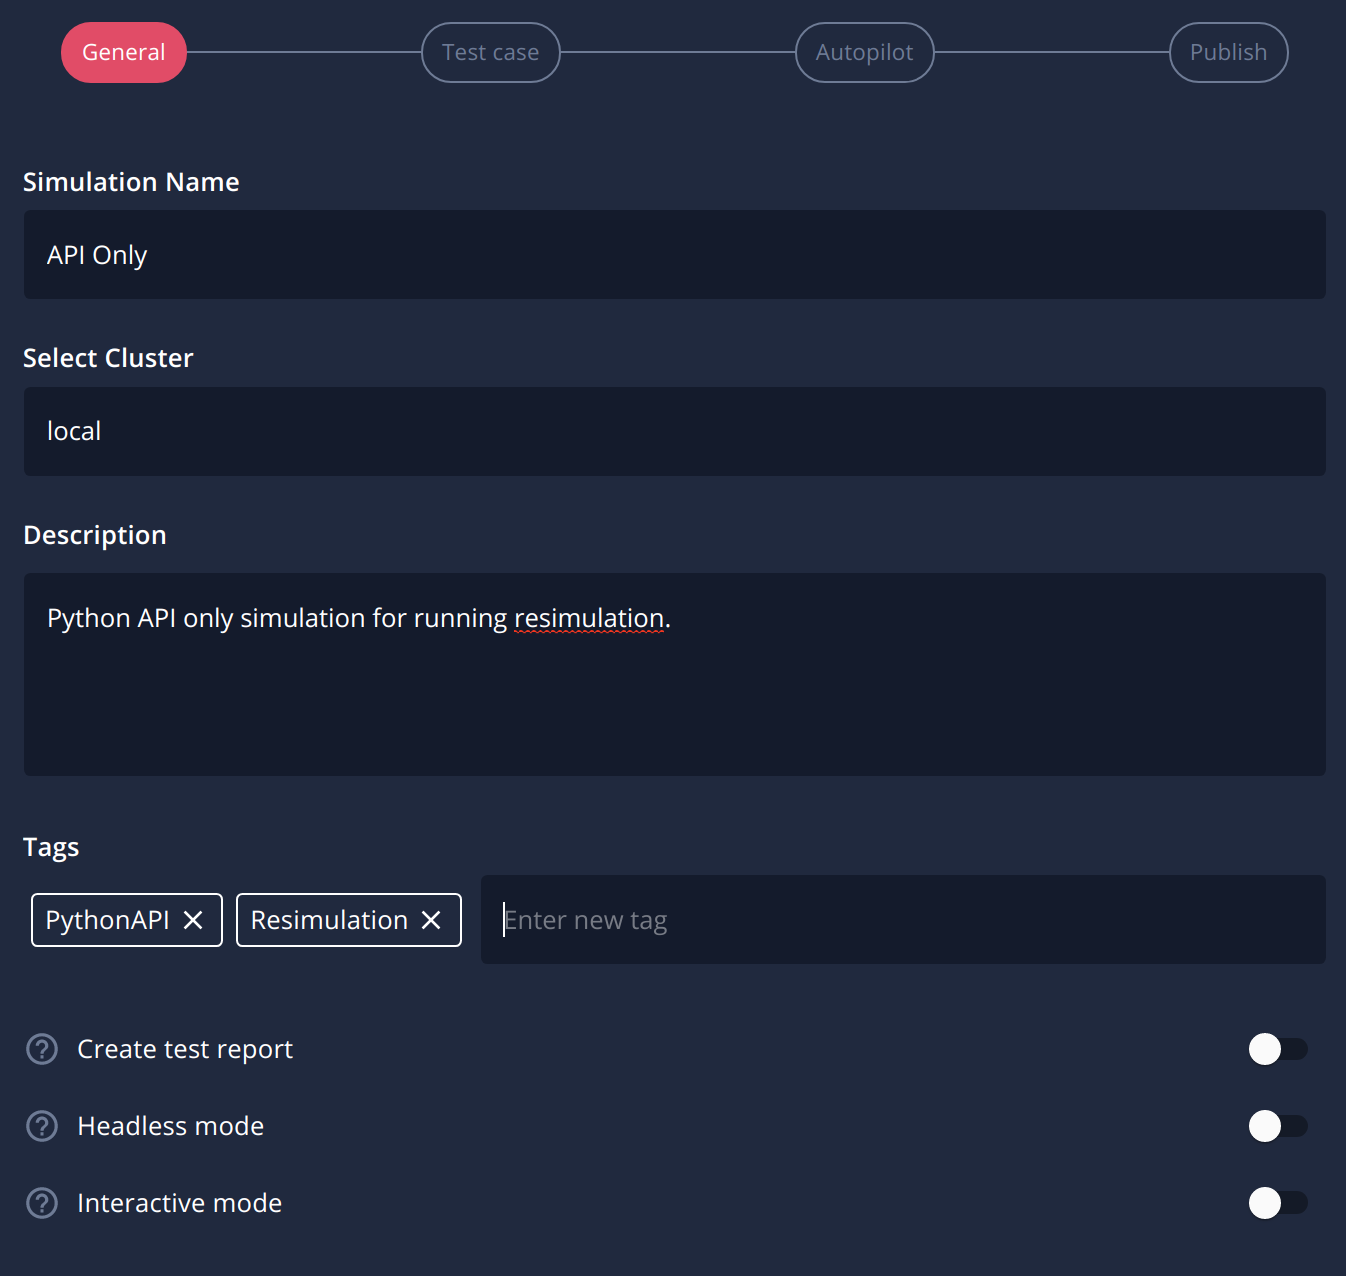 General
Test case
Autopilot
Publish
Simulation Name
API Only
Select Cluster
local
Description
Python API only simulation for running resimulation.
Tags
PythonAPI
Resimulation
Enter new tag
Create test report
Headless mode
Interactive mode